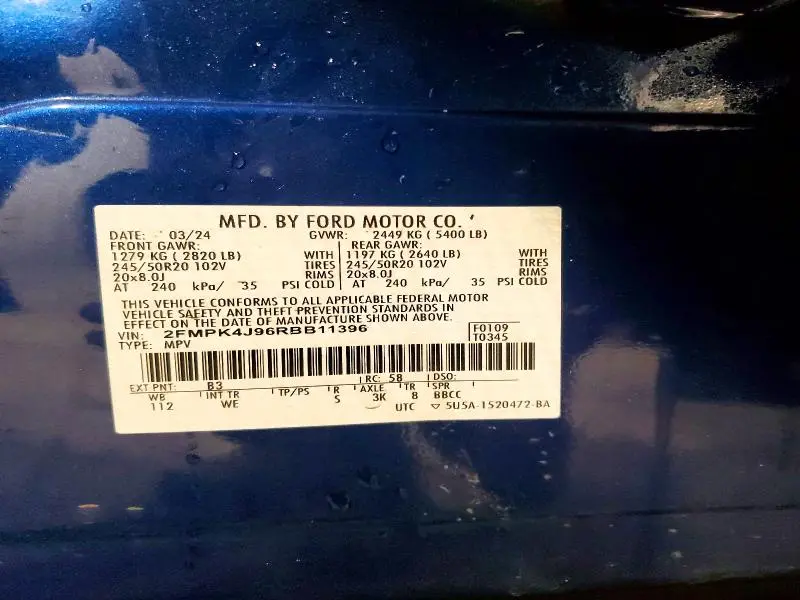 MFD. BY FORD MOTOR CO.
DATE: 03/24 GVWR: 2449 KG ( 5400 LB)
FRONT GAWR: REAR GAWR:
1279 KG ( 2820 LB) WITH 1197 KG ( 2640 LB) WITH
245/50R20 102V TIRES 245/50R20 102V TIRES
20x8.0J RIMS 20x8.0J RIMS
AT 240 kPa/ 35 PSI COLD AT 240 kPa/ 35 PSI COLD
THIS VEHICLE CONFORMS TO ALL APPLICABLE FEDERAL MOTOR
VEHICLE SAFETY AND THEFT PREVENTION STANDARDS IN
EFFECT ON THE DATE OF MANUFACTURE SHOWN ABOVE.
VIN: 2FMPK4J96RBB11396 F0109
TYPE: MPV T0345
EXT PNT: B3 RC: 58 DSO:
WB INT TR TP/PS R AXLE TR SPR
112 WE S 3K 8 BBCC
UTC ▽ 5U5A-1520472-BA